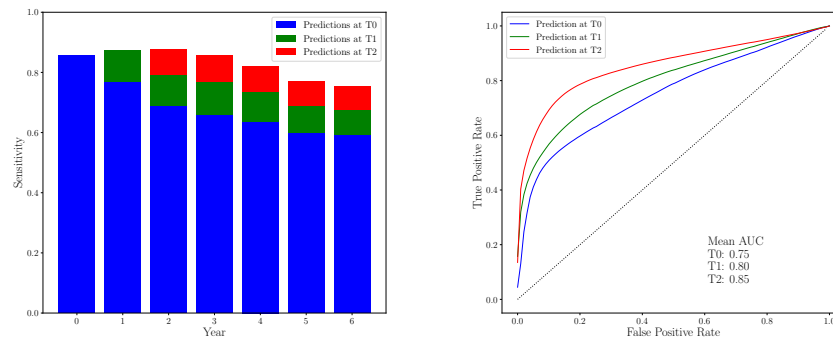 1.0
0.8
0.6
0.4
0.2
0.0
Sensitivity
Predictions at T0
Predictions at T1
Predictions at T2
0 1 2 3 4 5 6
Year
1.0
0.8
0.6
0.4
0.2
0.0
True Positive Rate
Prediction at T0
Prediction at T1
Prediction at T2
Mean AUC
T0: 0.75
T1: 0.80
T2: 0.85
0.0 0.2 0.4 0.6 0.8 1.0
False Positive Rate